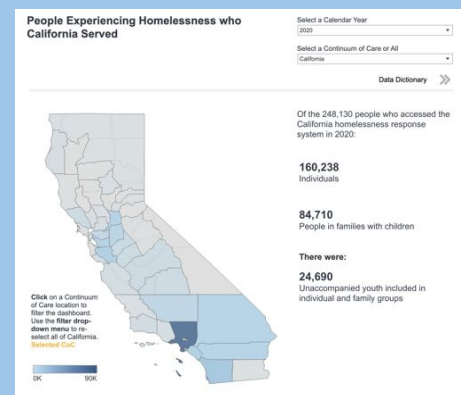 People Experiencing Homelessness who
California Served
Select a Calendar Year
2020
Select a Continuum of Care or All
California
Data Dictionary
Of the 248,130 people who accessed the
California homelessness response
system in 2020:
160,238
Individuals
84,710
People in families with children
There were:
24,690
Unaccompanied youth included in
individual and family groups
Click on a Continuum
of Care location to
filter the dashboard.
Use the filter drop-
down menu to re-
select all of California.
Selected CoC
0K 90K